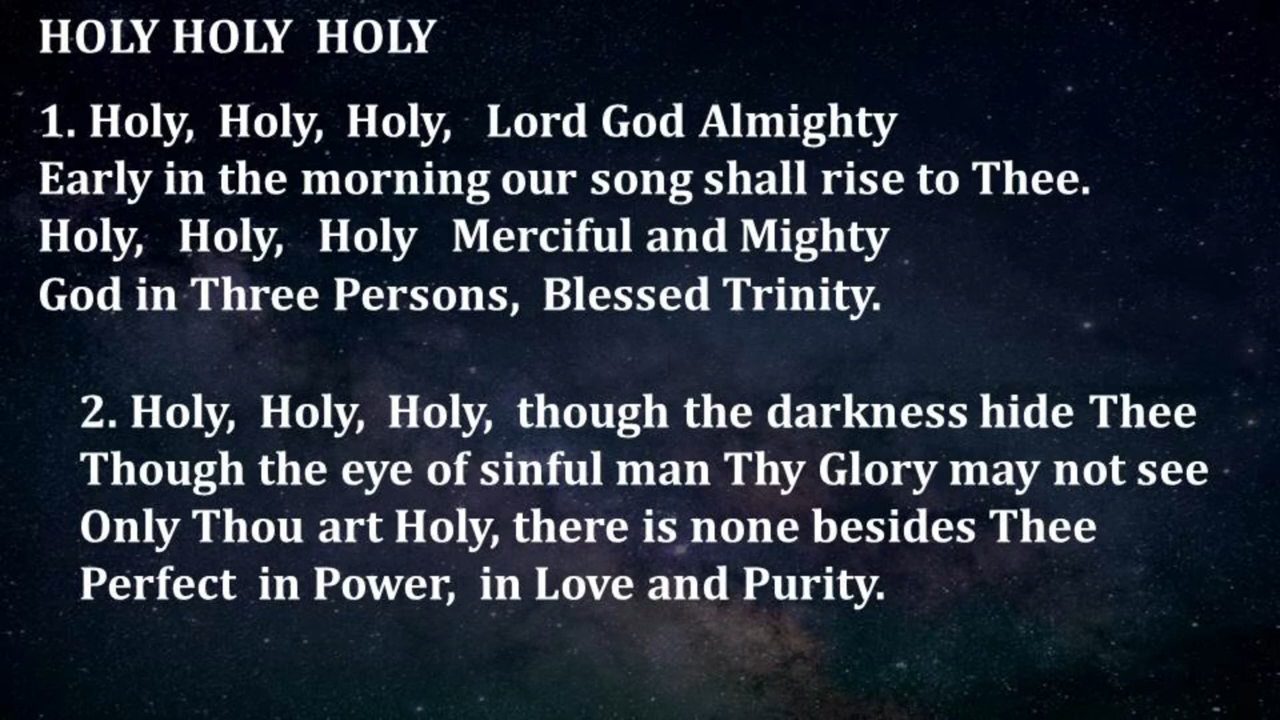 HOLY HOLY HOLY
1. Holy, Holy, Holy, Lord God Almighty
Early in the morning our song shall rise to Thee.
Holy, Holy, Holy Merciful and Mighty
God in Three Persons, Blessed Trinity.
2. Holy, Holy, Holy, though the darkness hide Thee
Though the eye of sinful man Thy Glory may not see
Only Thou art Holy, there is none besides Thee
Perfect in Power, in Love and Purity.